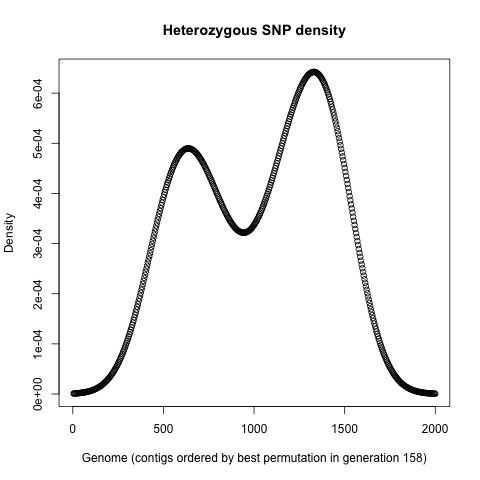 Heterozygous SNP density
6e-04
5e-04
4e-04
3e-04
2e-04
1e-04
0e+00
Density
0 500 1000 1500 2000
Genome (contigs ordered by best permutation in generation 158)